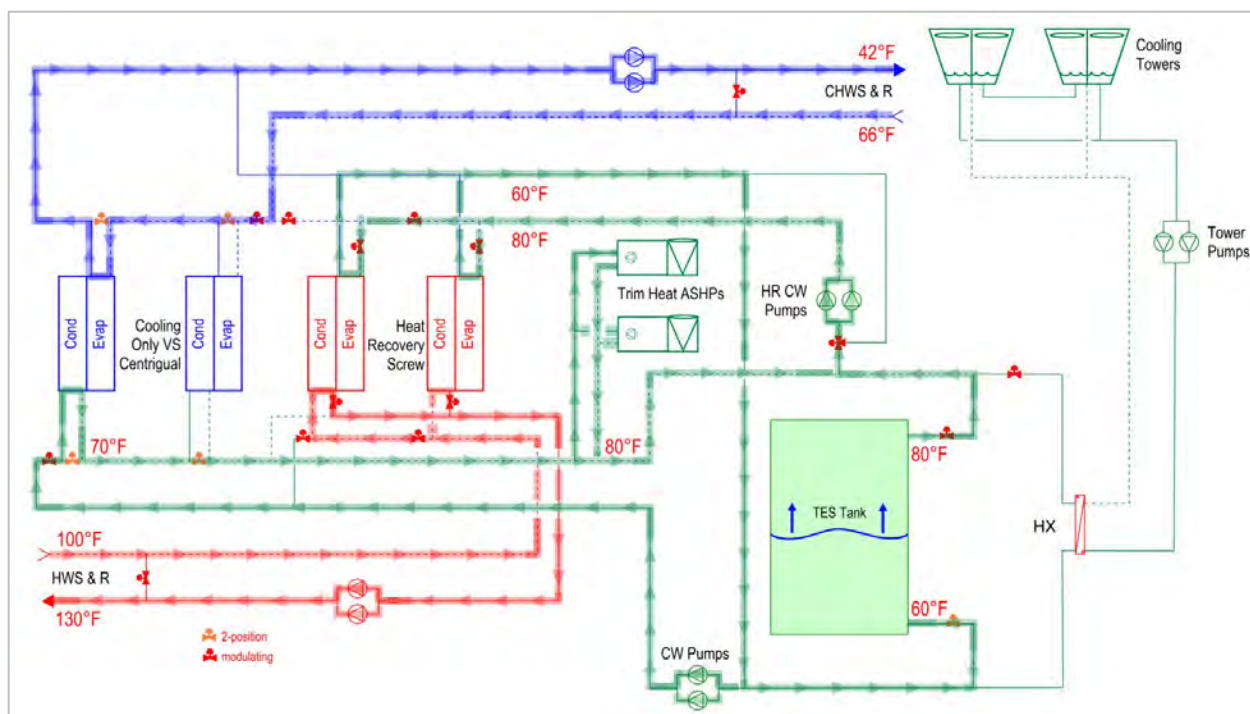 42°F
Cooling
Towers
CHWS & R
66°F
60°F
80°F
Tower
Pumps
Trim Heat ASHPs
HR CW
Pumps
Cond
Evap
Cooling
Only VS
Centrigual
Cond
Evap
Heat
Recovery
Screw
Cond
Evap
Cond
Evap
70°F
80°F
80°F
TES Tank
HX
100°F
HWS & R
130°F
60°F
2-position
modulating
CW Pumps